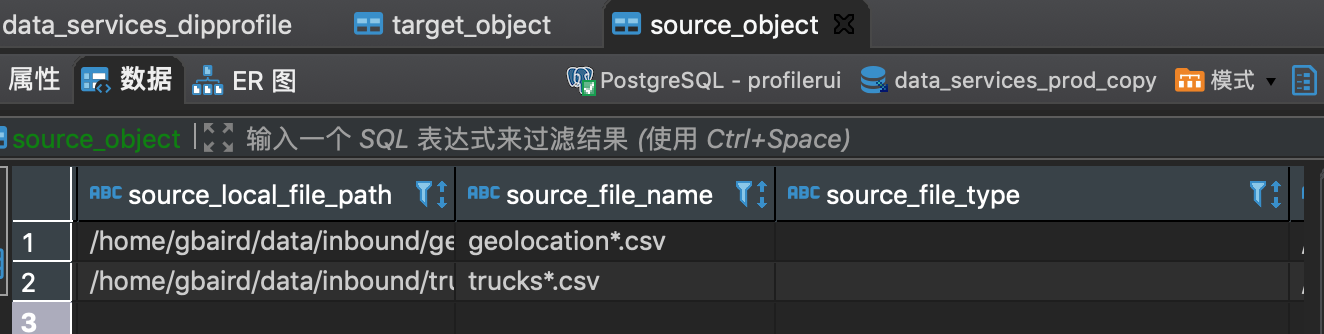 data_services_dipprofile target_object source_object
属性 数据 ER 图 PostgreSQL - profilerui data_services_prod_copy 模式
source_object 输入一个 SQL 表达式来过滤结果 (使用 Ctrl+Space)
ABC source_local_file_path ABC source_file_name ABC source_file_type
1 /home/gbaird/data/inbound/ge geolocation*.csv /
2 /home/gbaird/data/inbound/tru trucks*.csv /
3